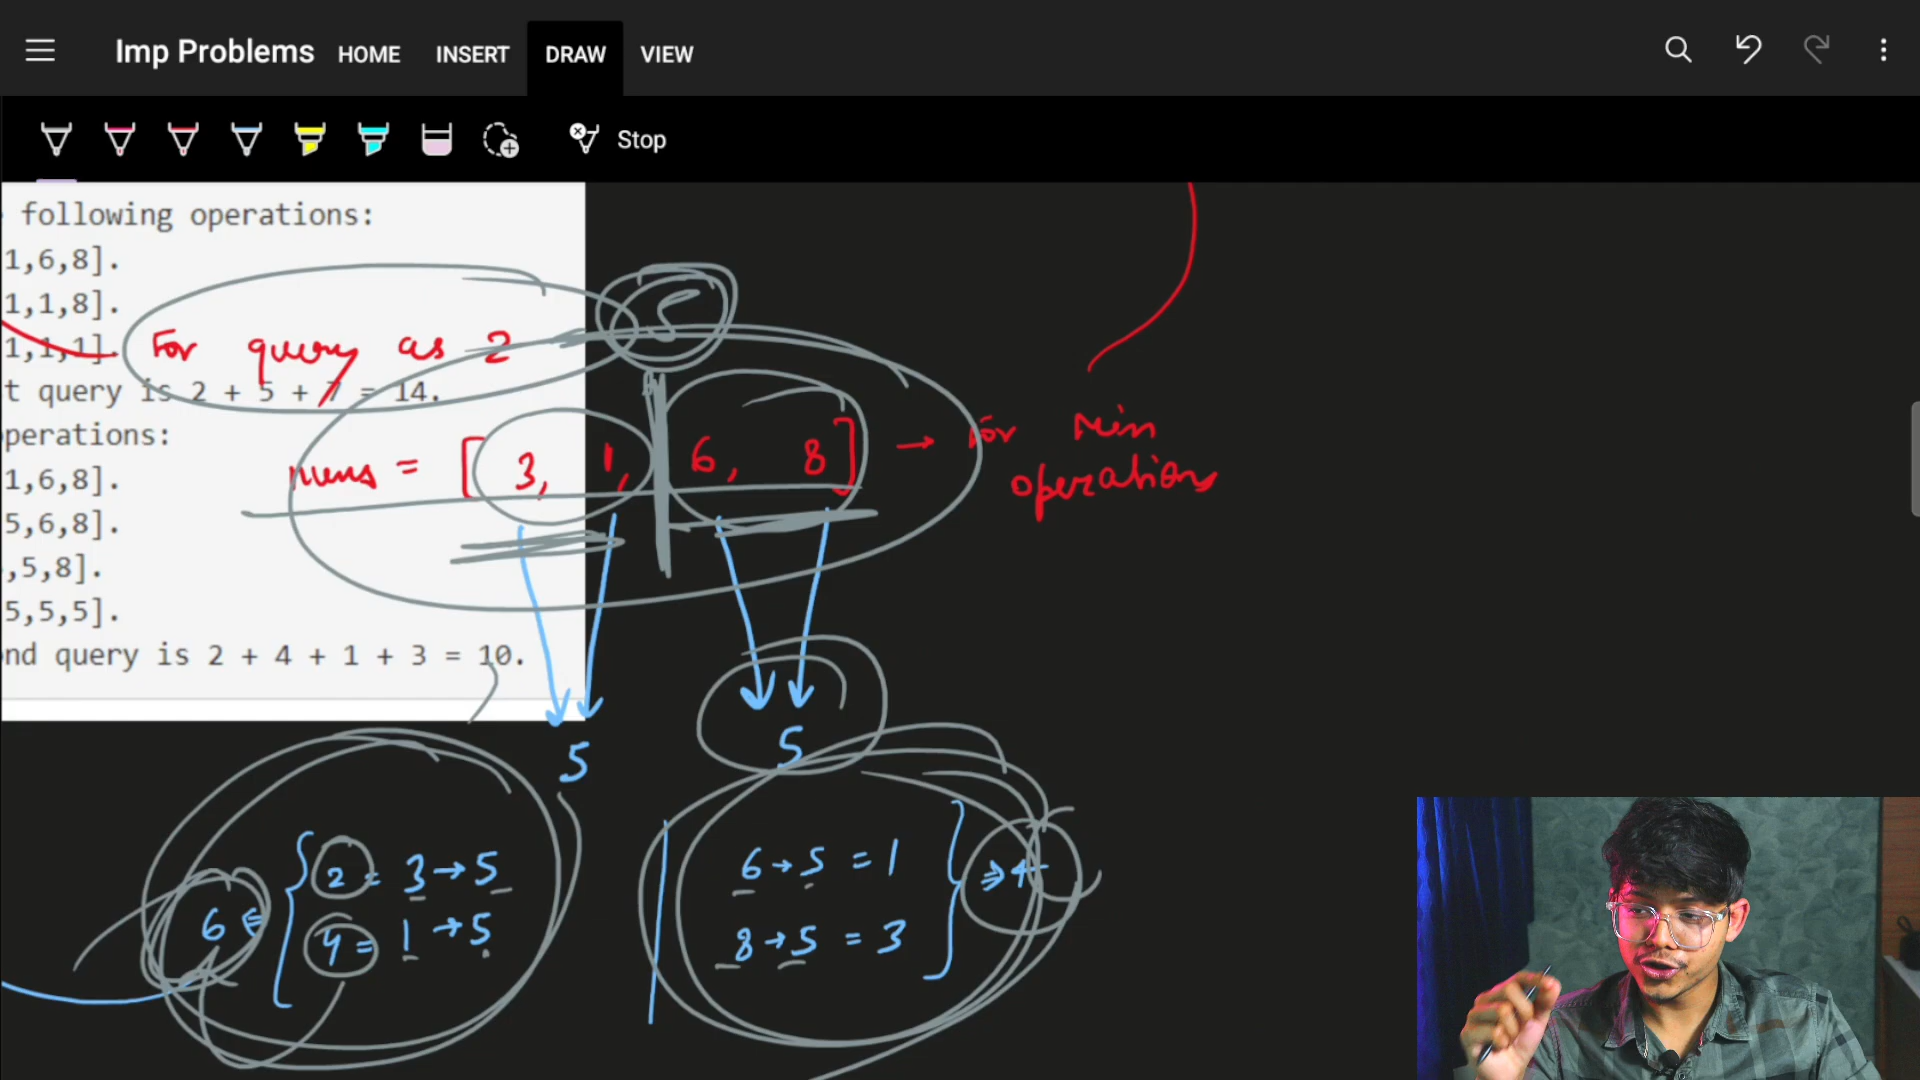 Imp Problems HOME INSERT DRAW VIEW
Stop
following operations:
1,6,8].
1,1,8].
1,1,1].
For query as 2
5
t query is 2 + 5 + 7 = 14.
perations:
nums = [ 3, 1, 6, 8] → For Min
operations
1,6,8].
5,6,8].
,5,8].
5,5,5].
nd query is 2 + 4 + 1 + 3 = 10.
5
5
2 = 3 → 5
6 ⇐
4 = 1 → 5
6 → 5 = 1
⇒ 4
8 → 5 = 3